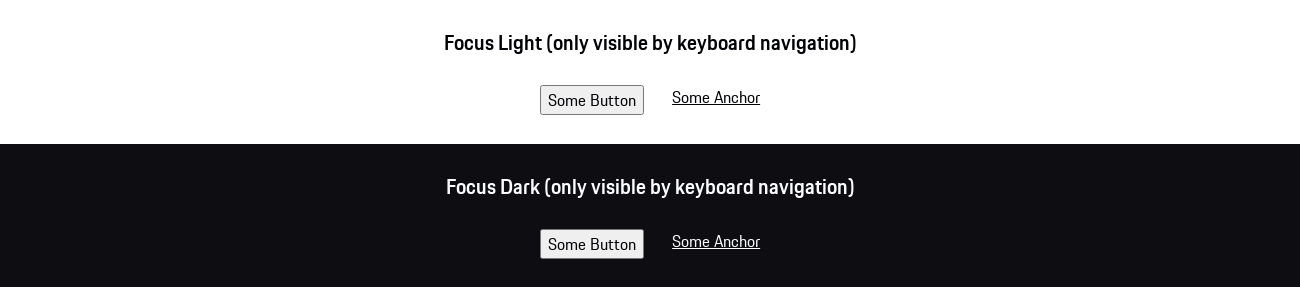 Focus Light (only visible by keyboard navigation)
Some Button Some Anchor
Focus Dark (only visible by keyboard navigation)
Some Button Some Anchor